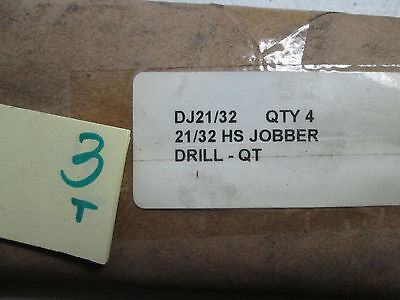 3
T
DJ21/32 QTY 4
21/32 HS JOBBER
DRILL - QT